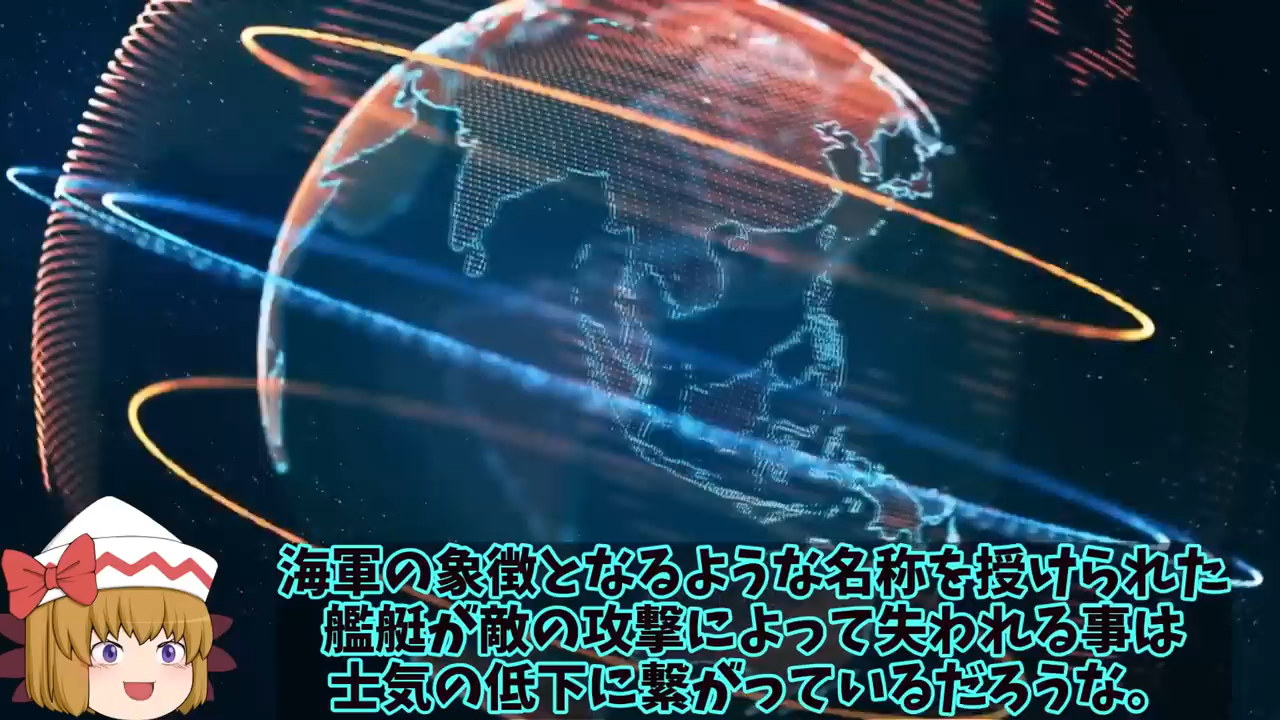 海軍の象徴となるような名称を授けられた
艦艇が敵の攻撃によって失われる事は
士気の低下に繋がっているだろうな。